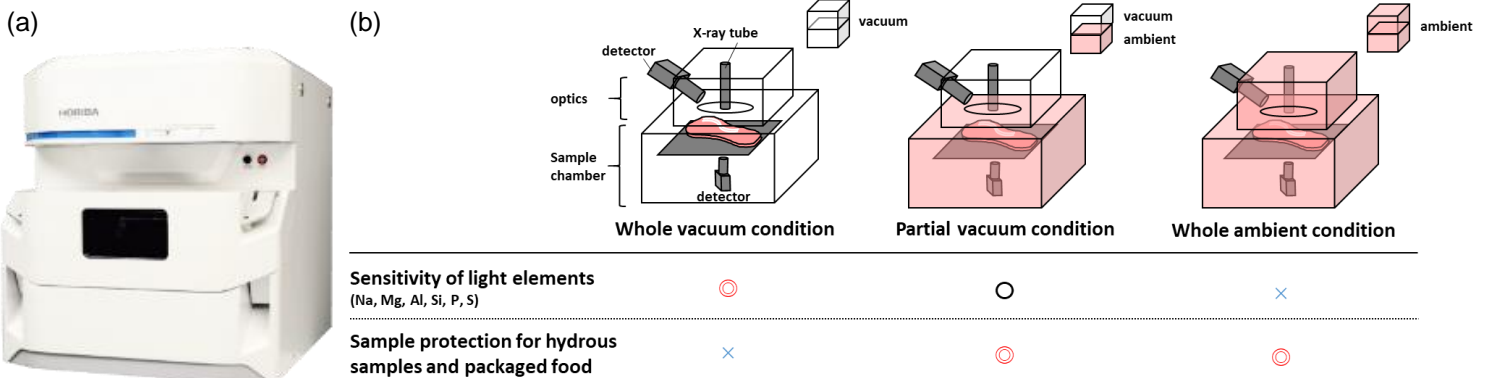 (a)
HORIBA
(b)
vacuum
vacuum
ambient
ambient
X-ray tube
detector
optics
Sample
chamber
detector
Whole vacuum condition
Partial vacuum condition
Whole ambient condition
Sensitivity of light elements
(Na, Mg, Al, Si, P, S)
◎ ○ ×
Sample protection for hydrous
samples and packaged food
× ◎ ◎